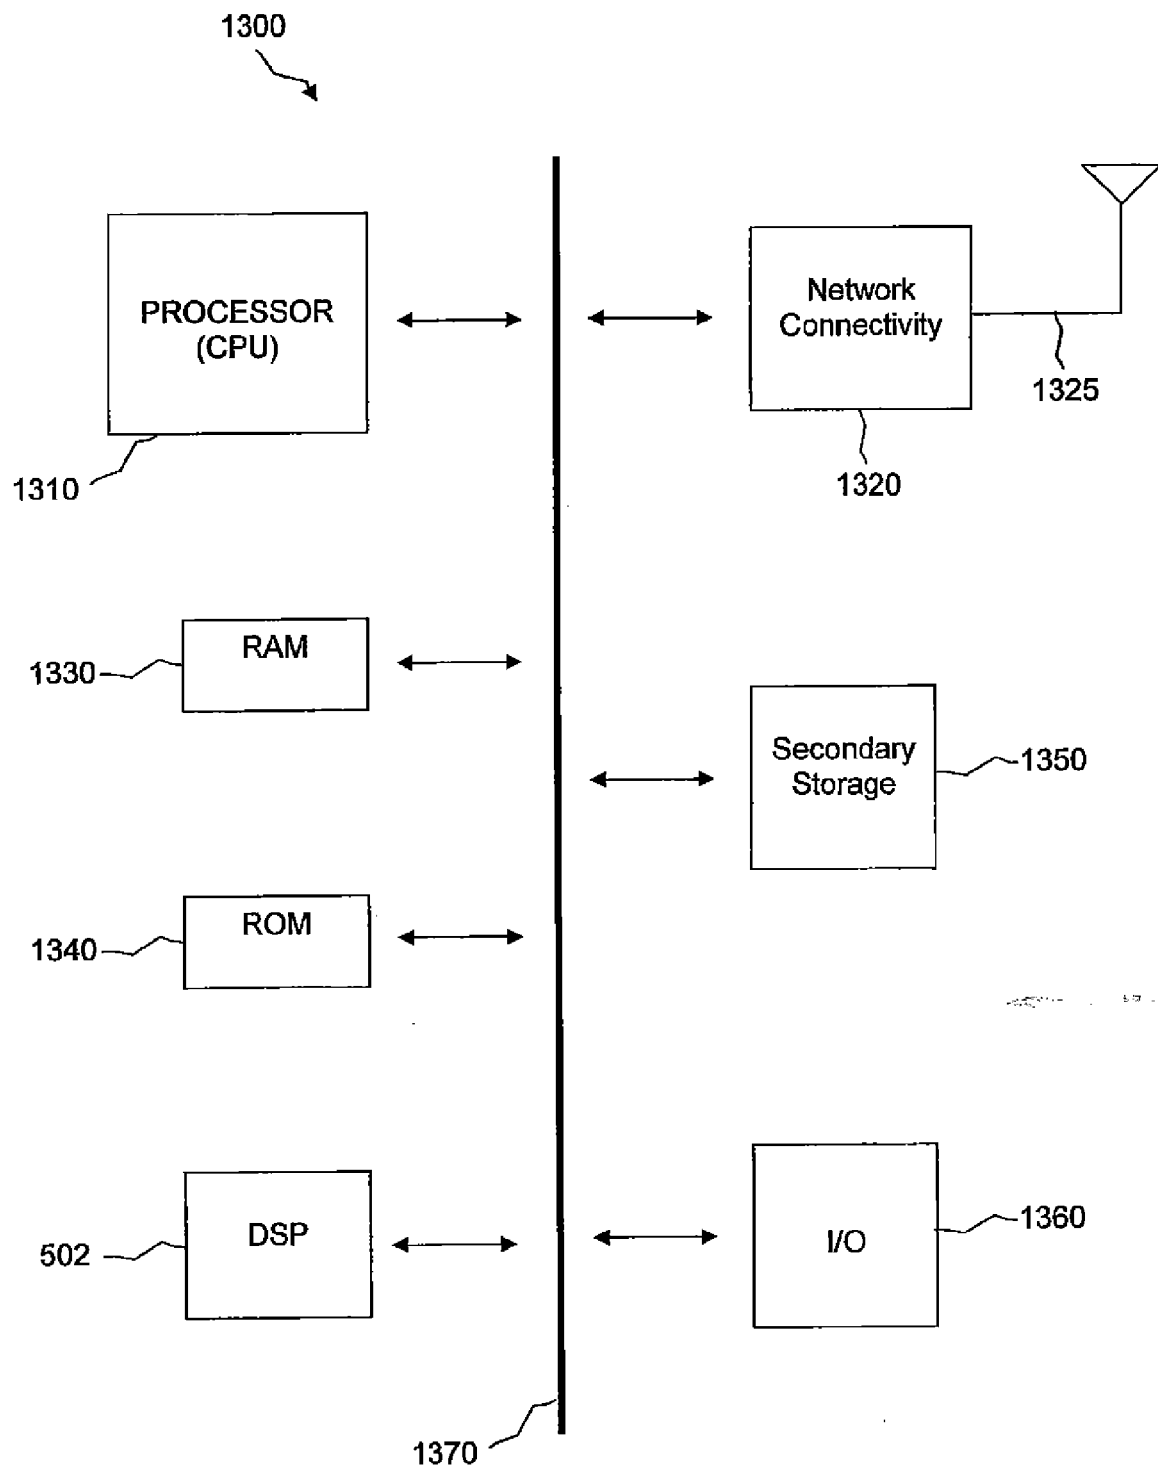 1300
PROCESSOR
(CPU)
1310
Network
Connectivity
1325
1320
RAM
1330
Secondary
Storage
1350
ROM
1340
DSP
502
I/O
1360
1370